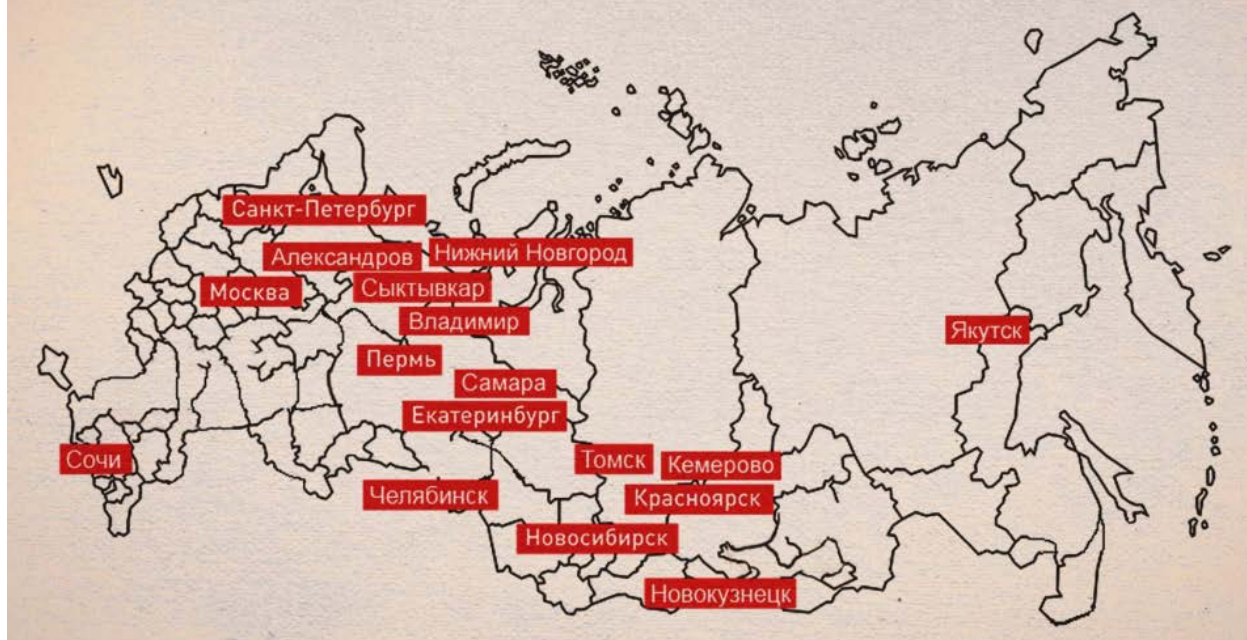 Санкт-Петербург
Нижний Новгород
Александров
Сыктывкар
Москва
Владимир
Якутск
Пермь
Самара
Екатеринбург
Сочи
Томск
Кемерово
Челябинск
Красноярск
Новосибирск
Новокузнецк